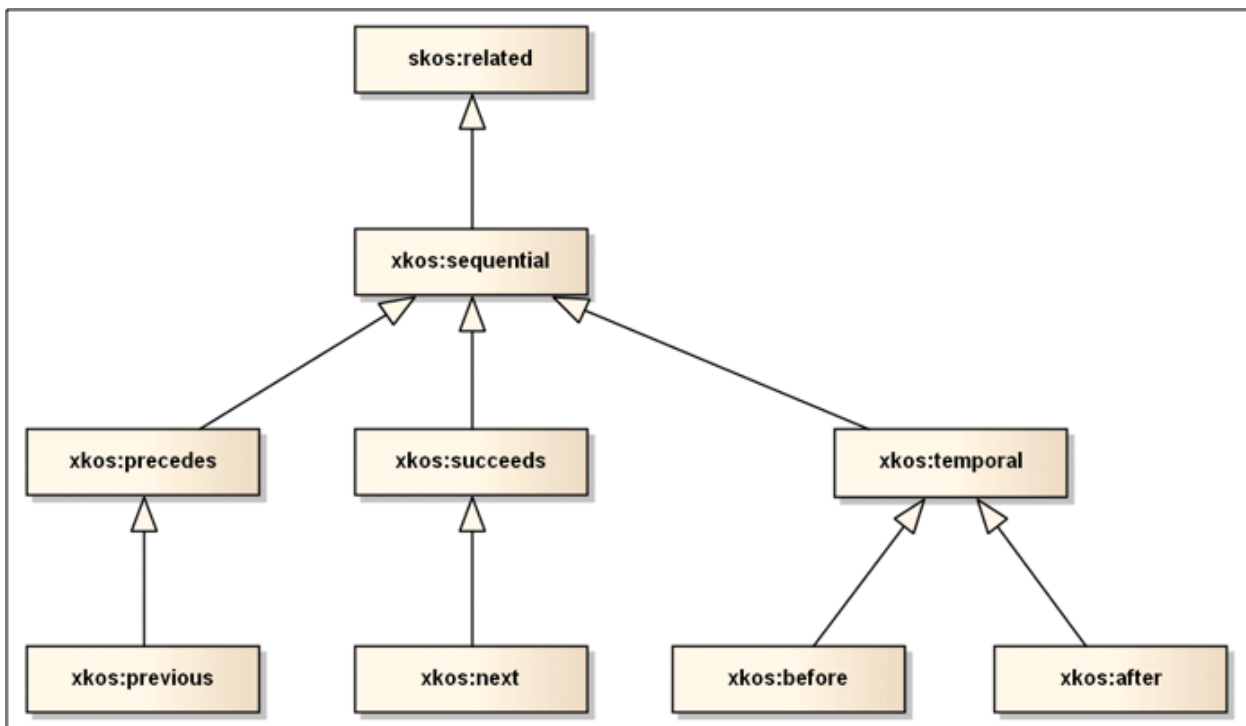 skos:related
xkos:sequential
xkos:precedes
xkos:succeeds
xkos:temporal
xkos:previous
xkos:next
xkos:before
xkos:after